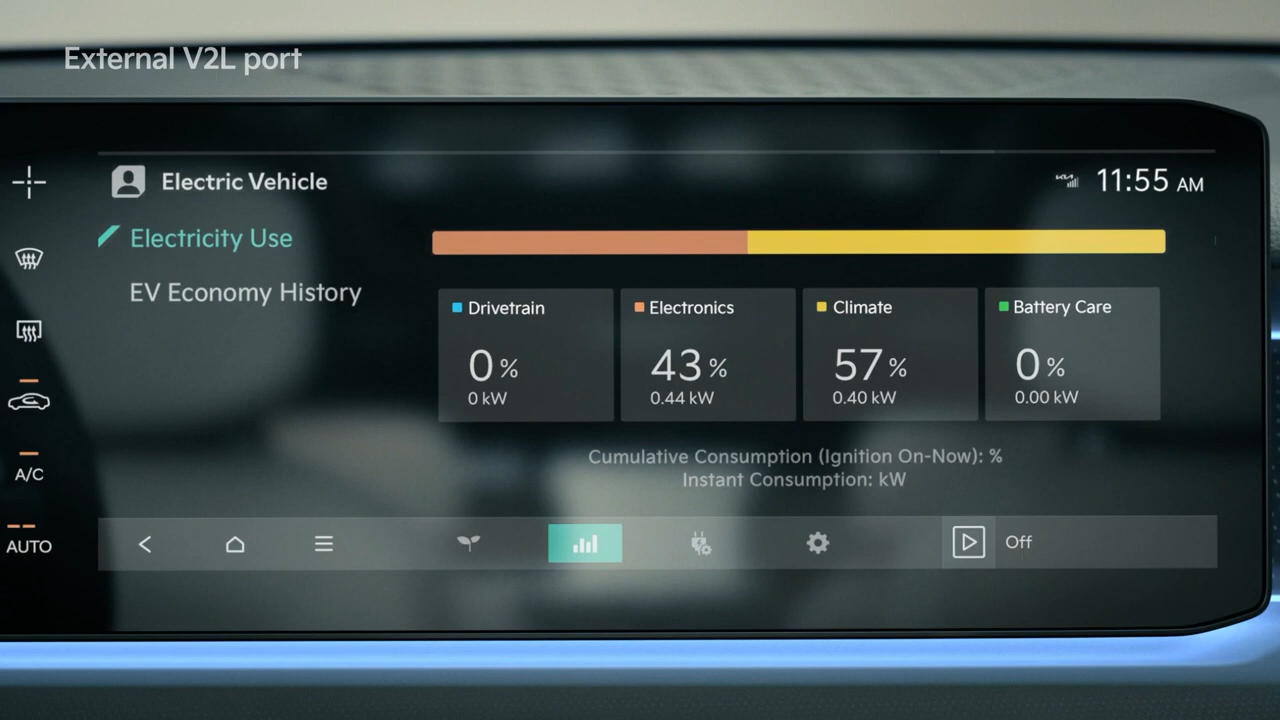 External V2L port
Electric Vehicle
11:55 AM
Electricity Use
EV Economy History
Drivetrain
0 %
0 kW
Electronics
43 %
0.44 kW
Climate
57 %
0.40 kW
Battery Care
0 %
0.00 kW
Cumulative Consumption (Ignition On-Now): %
Instant Consumption: kW
A/C
AUTO
Off